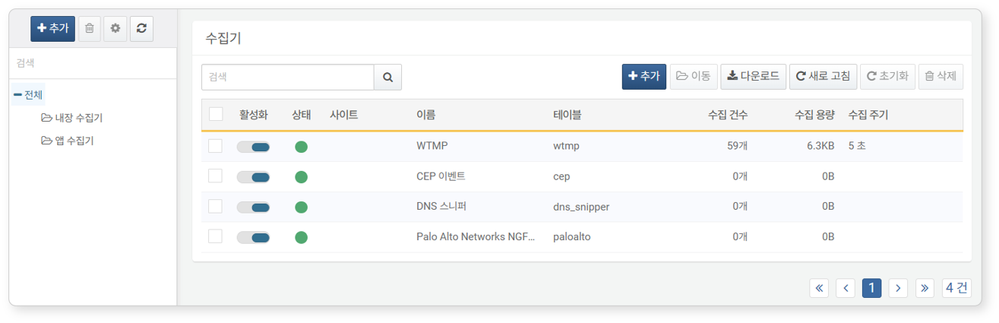 추가
검색
전체
내장 수집기
앱 수집기
수집기
검색
추가 이동 다운로드 새로 고침 초기화 삭제
활성화 상태 사이트 이름 테이블 수집 건수 수집 용량 수집 주기
WTMP wtmp 59개 6.3KB 5 초
CEP 이벤트 cep 0개 0B
DNS 스니퍼 dns_snipper 0개 0B
Palo Alto Networks NGF... paloalto 0개 0B
« ‹ 1 › » 4 건